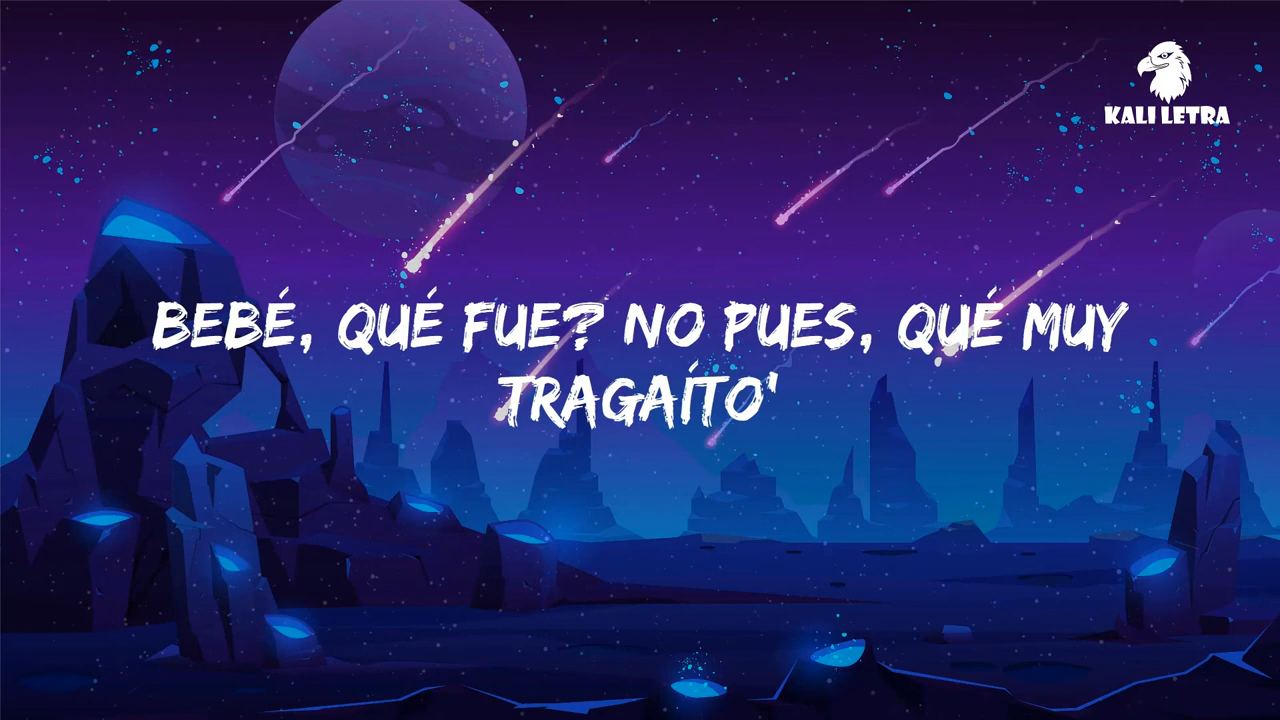 KALI LETRA
BEBÉ, QUÉ FUE? NO PUES, QUÉ MUY
TRAGAÍTO'